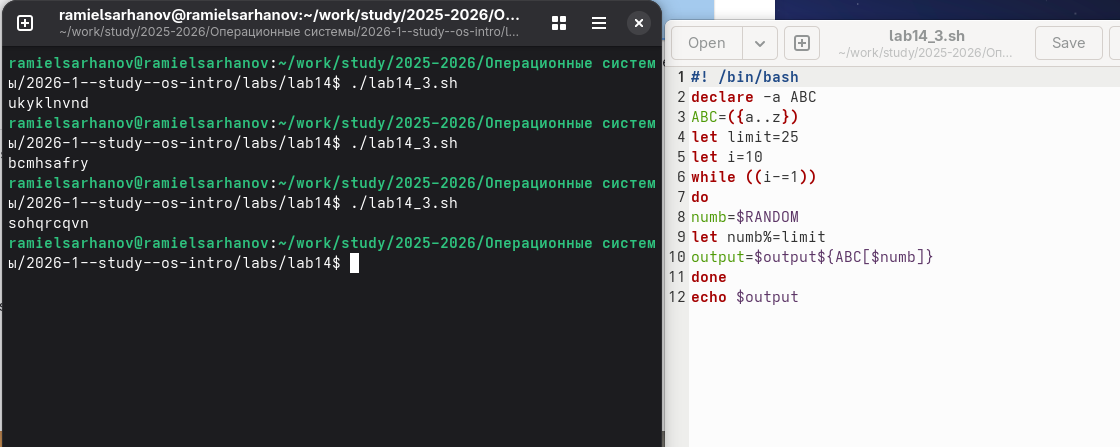 ramielsarhanov@ramielsarhanov:~/work/study/2025-2026/О...
~/work/study/2025-2026/Операционные системы/2026-1--study--os-intro/l...
ramielsarhanov@ramielsarhanov:~/work/study/2025-2026/Операционные систем
ы/2026-1--study--os-intro/labs/lab14$ ./lab14_3.sh
ukyklnvnd
ramielsarhanov@ramielsarhanov:~/work/study/2025-2026/Операционные систем
ы/2026-1--study--os-intro/labs/lab14$ ./lab14_3.sh
bcmhsafry
ramielsarhanov@ramielsarhanov:~/work/study/2025-2026/Операционные систем
ы/2026-1--study--os-intro/labs/lab14$ ./lab14_3.sh
sohqrcqvn
ramielsarhanov@ramielsarhanov:~/work/study/2025-2026/Операционные систем
ы/2026-1--study--os-intro/labs/lab14$
Open
lab14_3.sh
~/work/study/2025-2026/Оп...
Save
1 #! /bin/bash
2 declare -a ABC
3 ABC=({a..z})
4 let limit=25
5 let i=10
6 while ((i-=1))
7 do
8 numb=$RANDOM
9 let numb%=limit
10 output=$output${ABC[$numb]}
11 done
12 echo $output